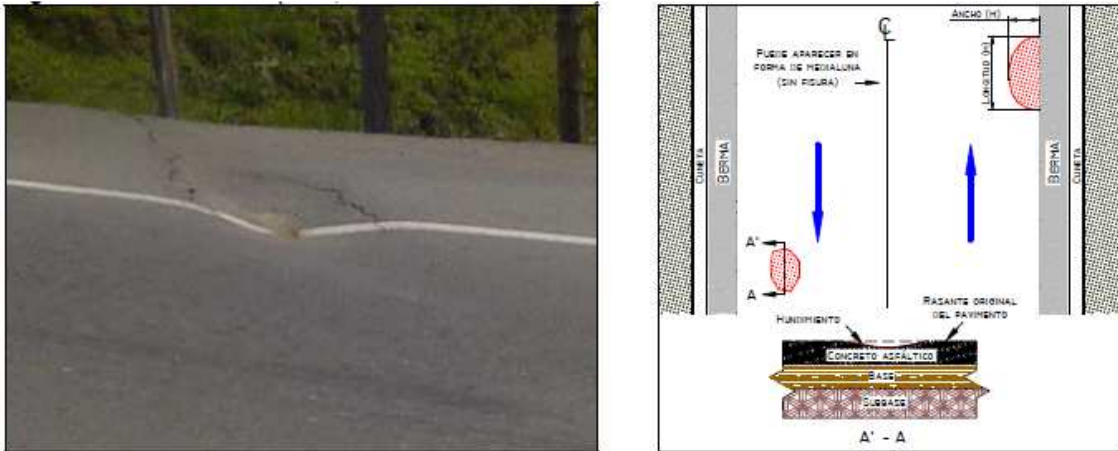 ANCHO (H)
LONGITUD (H)
PUEDE APARECER EN
FORMA DE MEDIALUNA
(SIN FISURA)
CL
CUNETA
BERMA
BERMA
CUNETA
A'
A
HUNDIMIENTO
RASANTE ORIGINAL
DEL PAVIMENTO
CONCRETO ASFÁLTICO
BASE
SUBBASE
A' - A